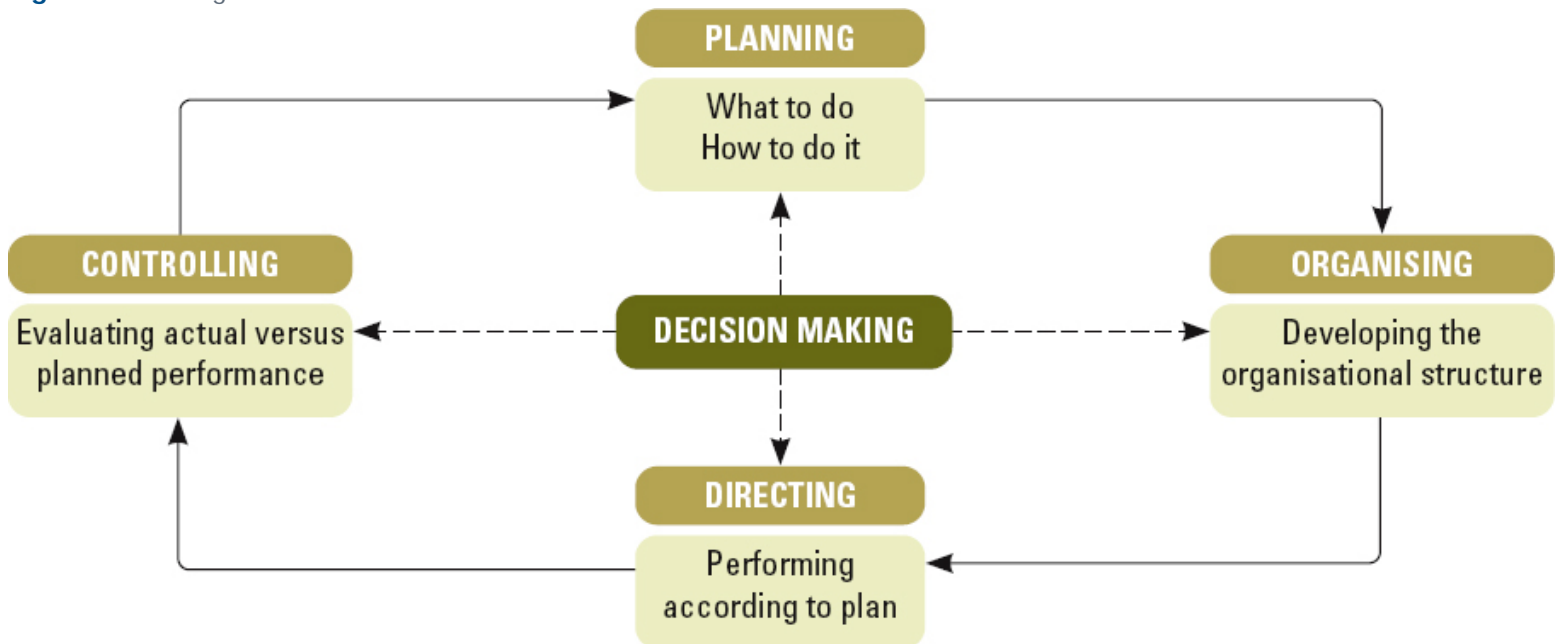 PLANNING
What to do
How to do it
CONTROLLING
Evaluating actual versus
planned performance
DECISION MAKING
ORGANISING
Developing the
organisational structure
DIRECTING
Performing
according to plan